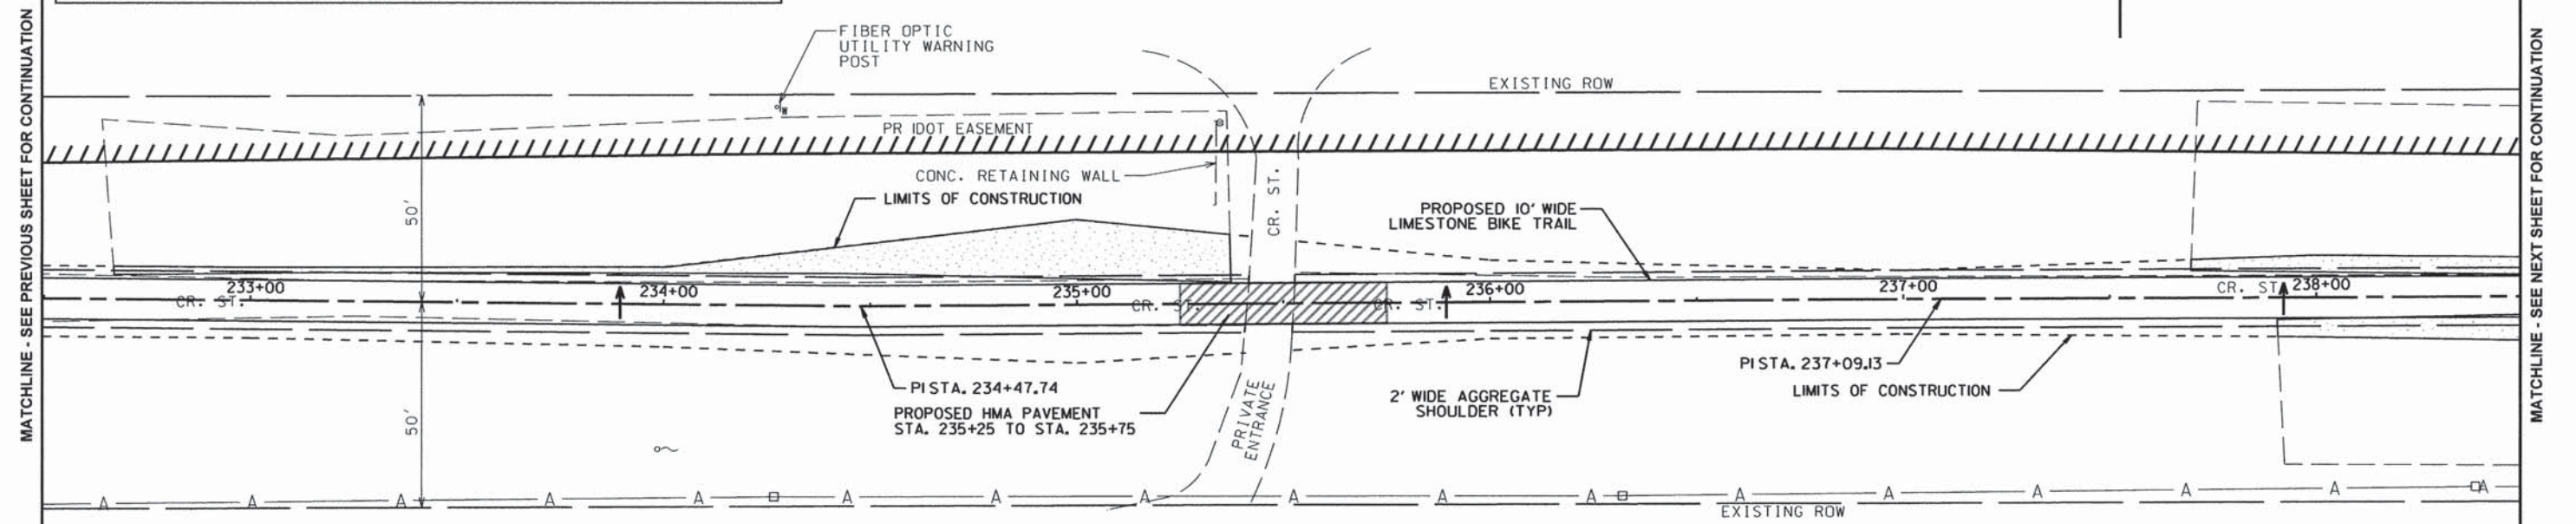 MATCHLINE - SEE PREVIOUS SHEET FOR CONTINUATION
FIBER OPTIC
UTILITY WARNING
POST
EXISTING ROW
PR IDOT EASEMENT
CONC. RETAINING WALL
LIMITS OF CONSTRUCTION
50'
CR. ST.
PROPOSED 10' WIDE
LIMESTONE BIKE TRAIL
233+00
234+00
235+00
236+00
237+00
238+00
CR. ST.
CR. ST.
CR. ST.
CR. ST.
PI STA. 234+47.74
PROPOSED HMA PAVEMENT
STA. 235+25 TO STA. 235+75
50'
PRIVATE
ENTRANCE
2' WIDE AGGREGATE
SHOULDER (TYP)
PI STA. 237+09.13
LIMITS OF CONSTRUCTION
A A A A A A A A A A A A A A A A A
EXISTING ROW
MATCHLINE - SEE NEXT SHEET FOR CONTINUATION